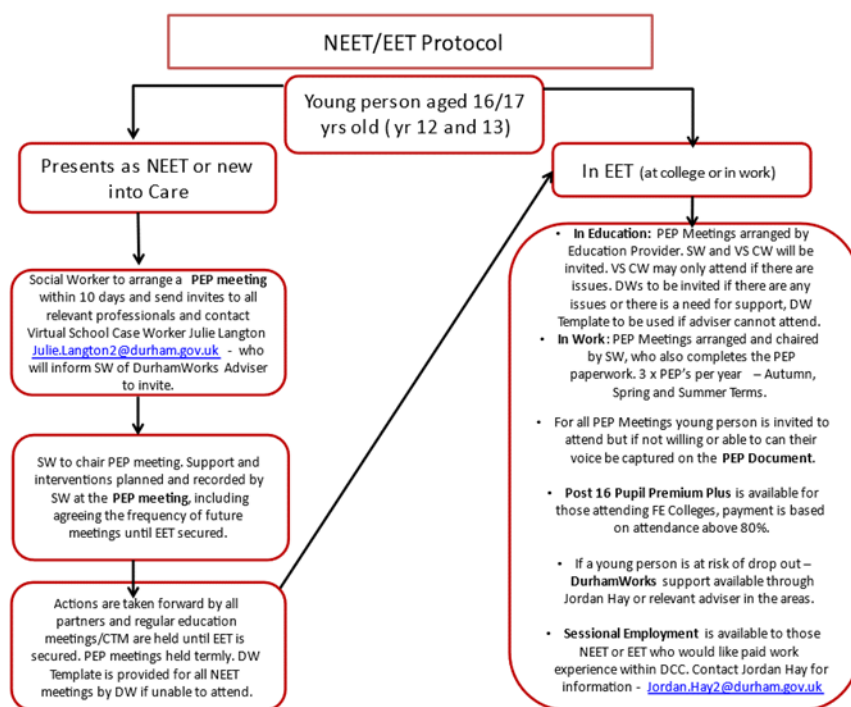 NEET/EET Protocol
Young person aged 16/17
yrs old ( yr 12 and 13)
Presents as NEET or new
into Care
Social Worker to arrange a PEP meeting
within 10 days and send invites to all
relevant professionals and contact
Virtual School Case Worker Julie Langton
Julie.Langton2@durham.gov.uk - who
will inform SW of DurhamWorks Adviser
to invite.
SW to chair PEP meeting. Support and
interventions planned and recorded by
SW at the PEP meeting, including
agreeing the frequency of future
meetings until EET secured.
Actions are taken forward by all
partners and regular education
meetings/CTM are held until EET is
secured. PEP meetings held termly. DW
Template is provided for all NEET
meetings by DW if unable to attend.
In EET (at college or in work)
• In Education: PEP Meetings arranged by
Education Provider. SW and VS CW will be
invited. VS CW may only attend if there are
issues. DWs to be invited if there are any
issues or there is a need for support, DW
Template to be used if adviser cannot attend.
• In Work: PEP Meetings arranged and chaired
by SW, who also completes the PEP
paperwork. 3 x PEP's per year – Autumn,
Spring and Summer Terms.
• For all PEP Meetings young person is invited to
attend but if not willing or able to can their
voice be captured on the PEP Document.
• Post 16 Pupil Premium Plus is available for
those attending FE Colleges, payment is
based on attendance above 80%.
• If a young person is at risk of drop out –
DurhamWorks support available through
Jordan Hay or relevant adviser in the areas.
• Sessional Employment is available to those
NEET or EET who would like paid work
experience within DCC. Contact Jordan Hay for
information - Jordan.Hay2@durham.gov.uk